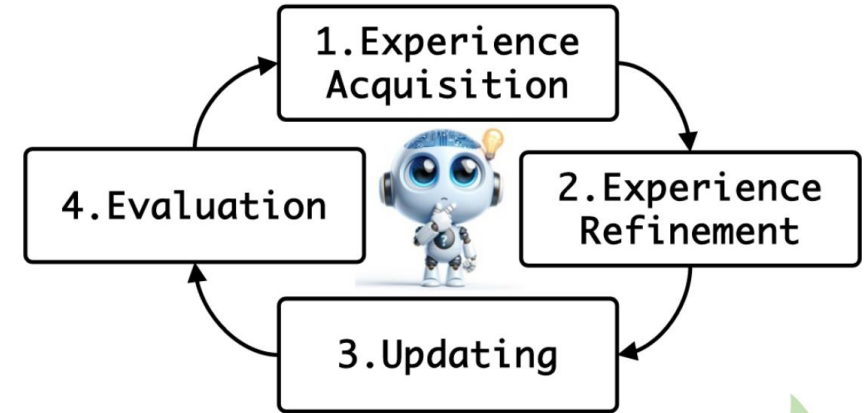 1.Experience
Acquisition
2.Experience
Refinement
3.Updating
4.Evaluation
?